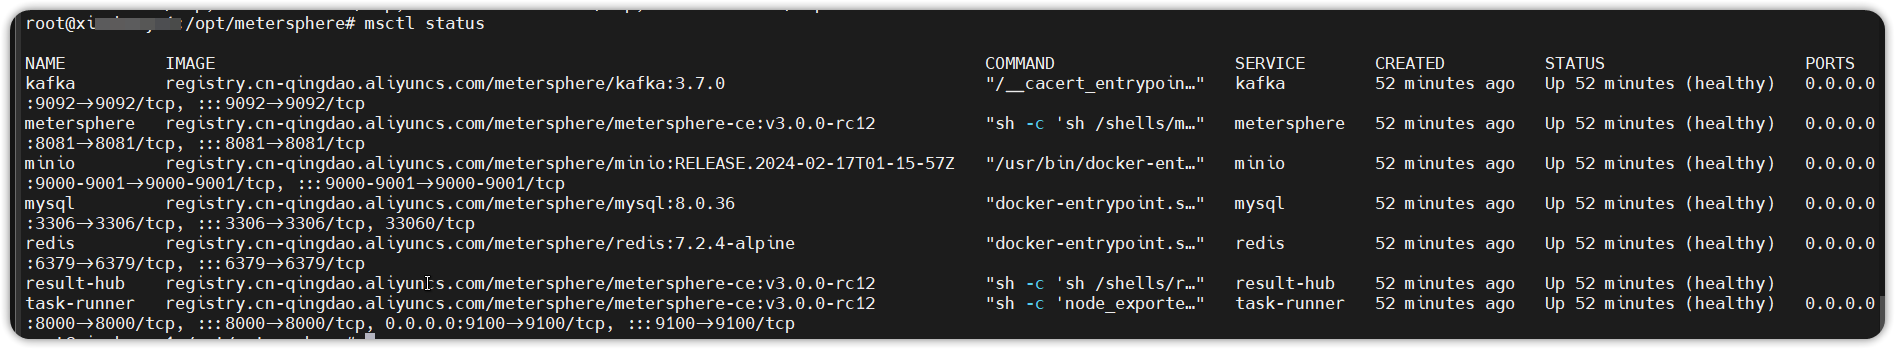 root@xi :/opt/metersphere# msctl status
NAME IMAGE COMMAND SERVICE CREATED STATUS PORTS
kafka registry.cn-qingdao.aliyuncs.com/metersphere/kafka:3.7.0 "/__cacert_entrypoin…" kafka 52 minutes ago Up 52 minutes (healthy) 0.0.0.0
:9092->9092/tcp, :::9092->9092/tcp
metersphere registry.cn-qingdao.aliyuncs.com/metersphere/metersphere-ce:v3.0.0-rc12 "sh -c 'sh /shells/m…" metersphere 52 minutes ago Up 52 minutes (healthy) 0.0.0.0
:8081->8081/tcp, :::8081->8081/tcp
minio registry.cn-qingdao.aliyuncs.com/metersphere/minio:RELEASE.2024-02-17T01-15-57Z "/usr/bin/docker-ent…" minio 52 minutes ago Up 52 minutes (healthy) 0.0.0.0
:9000-9001->9000-9001/tcp, :::9000-9001->9000-9001/tcp
mysql registry.cn-qingdao.aliyuncs.com/metersphere/mysql:8.0.36 "docker-entrypoint.s…" mysql 52 minutes ago Up 52 minutes (healthy) 0.0.0.0
:3306->3306/tcp, :::3306->3306/tcp, 33060/tcp
redis registry.cn-qingdao.aliyuncs.com/metersphere/redis:7.2.4-alpine "docker-entrypoint.s…" redis 52 minutes ago Up 52 minutes (healthy) 0.0.0.0
:6379->6379/tcp, :::6379->6379/tcp
result-hub registry.cn-qingdao.aliyuncs.com/metersphere/metersphere-ce:v3.0.0-rc12 "sh -c 'sh /shells/r…" result-hub 52 minutes ago Up 52 minutes (healthy)
task-runner registry.cn-qingdao.aliyuncs.com/metersphere/metersphere-ce:v3.0.0-rc12 "sh -c 'node_exporte…" task-runner 52 minutes ago Up 52 minutes (healthy) 0.0.0.0
:8000->8000/tcp, :::8000->8000/tcp, 0.0.0.0:9100->9100/tcp, :::9100->9100/tcp